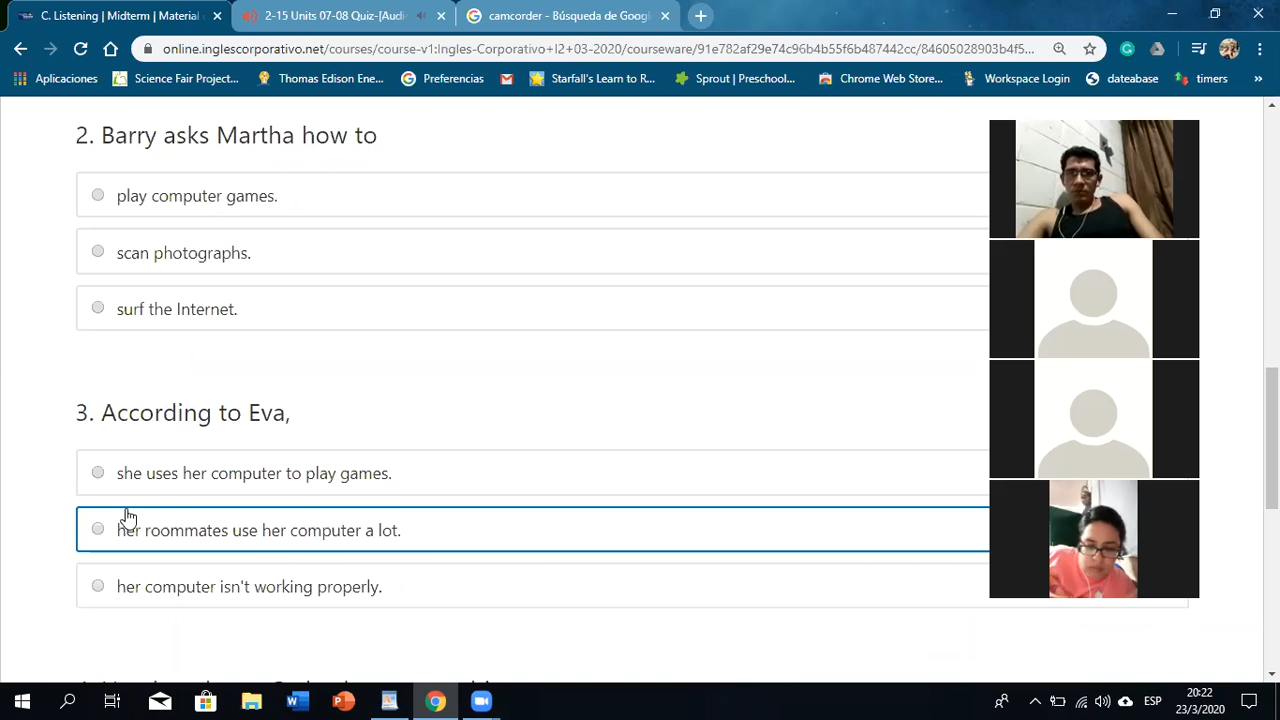 C. Listening | Midterm | Material
2-15 Units 07-08 Quiz-[Audi
camcorder - Búsqueda de Googl
online.inglescorporativo.net/courses/course-v1:Ingles-Corporativo+I2+03-2020/courseware/91e782af29e74c96b4b55f6b487442cc/84605028903b4f5...
Aplicaciones
Science Fair Project...
Thomas Edison Ene...
Preferencias
Starfall's Learn to R...
Sprout | Preschool...
Chrome Web Store...
Workspace Login
dateabase
timers
»
2. Barry asks Martha how to
play computer games.
scan photographs.
surf the Internet.
3. According to Eva,
she uses her computer to play games.
her roommates use her computer a lot.
her computer isn't working properly.
ESP
20:22
23/3/2020